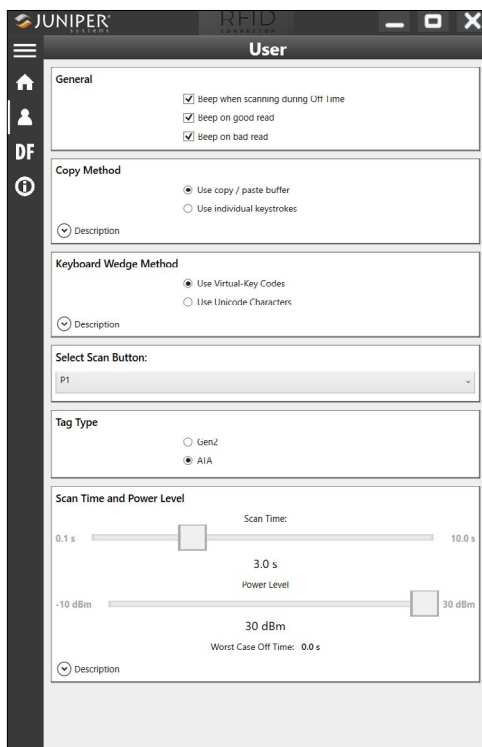 JUNIPER®
systems
RFID
CONNECTOR
User
DF
General
Beep when scanning during Off Time
Beep on good read
Beep on bad read
Copy Method
Use copy / paste buffer
Use individual keystrokes
Description
Keyboard Wedge Method
Use Virtual-Key Codes
Use Unicode Characters
Description
Select Scan Button:
P1
Tag Type
Gen2
ATA
Scan Time and Power Level
Scan Time:
0.1 s 10.0 s
3.0 s
Power Level
-10 dBm 30 dBm
30 dBm
Worst Case Off Time: 0.0 s
Description